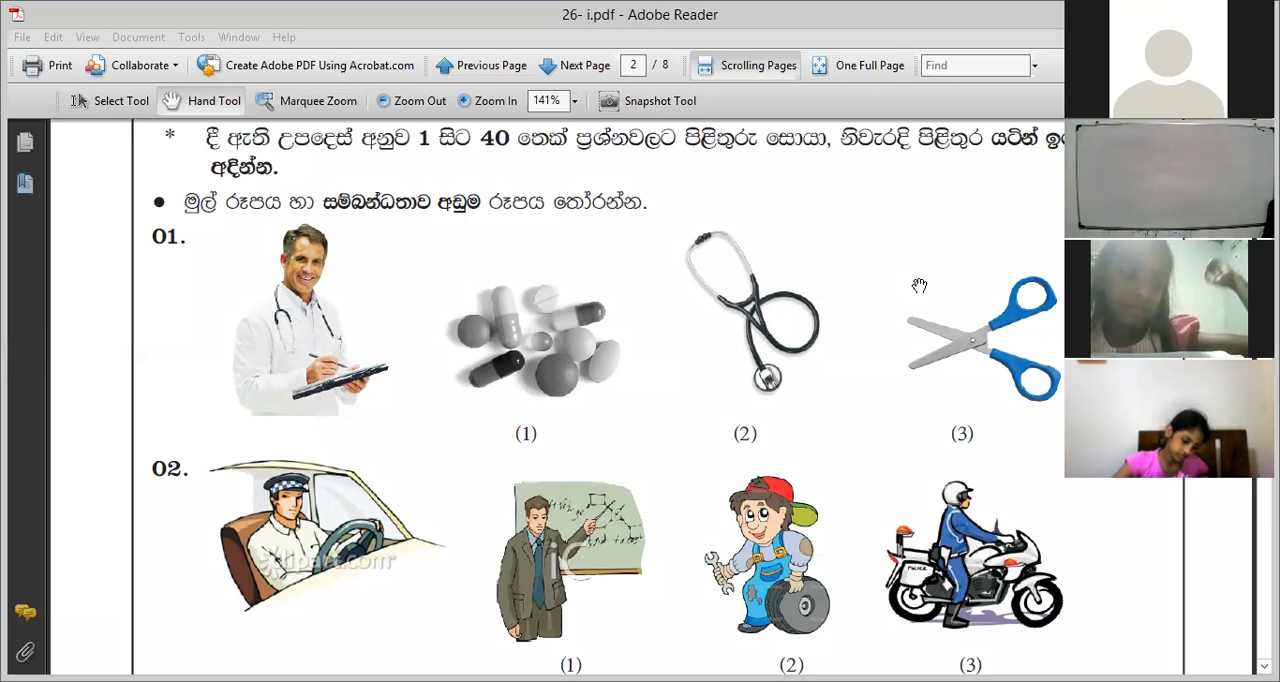 26- i.pdf - Adobe Reader
File Edit View Document Tools Window Help
Print Collaborate Create Adobe PDF Using Acrobat.com Previous Page Next Page 2 / 8 Scrolling Pages One Full Page Find
Select Tool Hand Tool Marquee Zoom Zoom Out Zoom In 141% Snapshot Tool
* දී ඇති උපදෙස් අනුව 1 සිට 40 තෙක් ප්‍රශ්නවලට පිළිතුරු සොයා, නිවැරදි පිළිතුර යටින්
අඳින්න.
● මුල් රූපය හා සම්බන්ධතාව අඩුම රූපය තෝරන්න.
01.
(1) (2) (3)
02.
POLICE
(1) (2) (3)